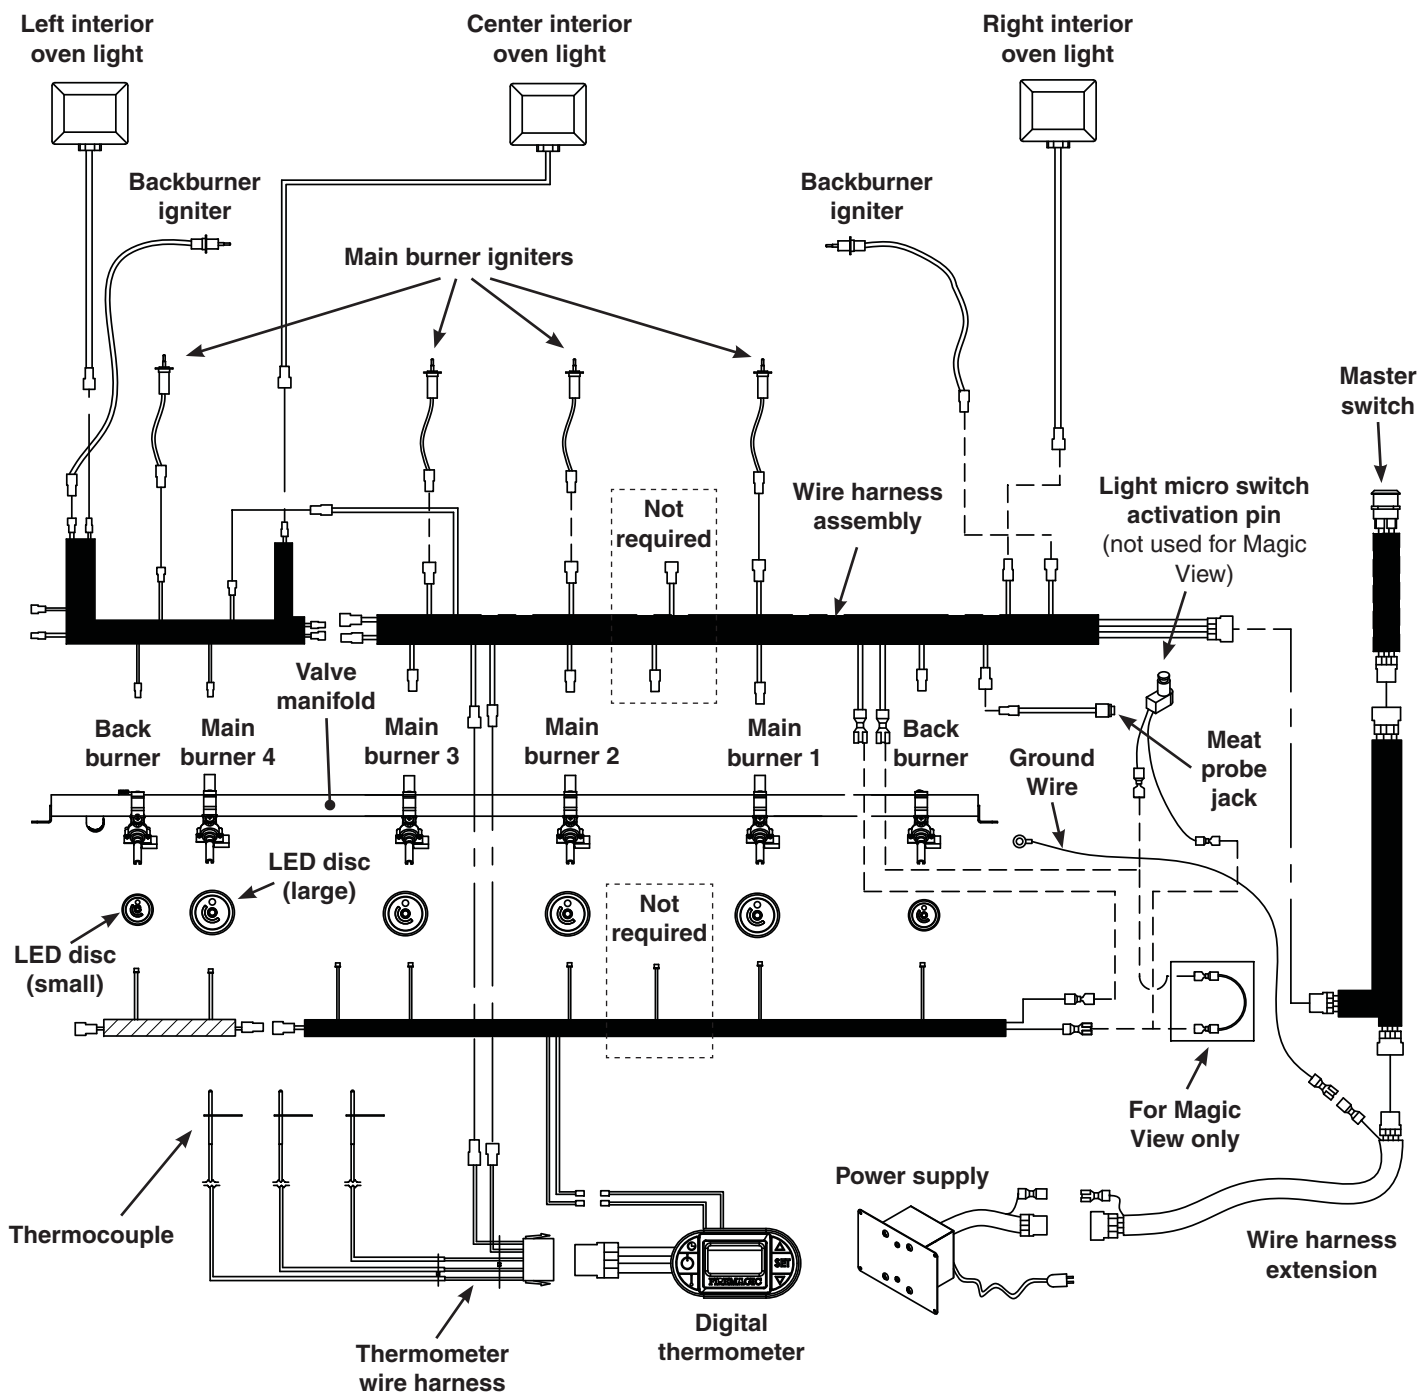 Left interior
oven light
Center interior
oven light
Right interior
oven light
Backburner
igniter
Backburner
igniter
Main burner igniters
Master
switch
Not
required
Wire harness
assembly
Light micro switch
activation pin
(not used for Magic
View)
Valve
manifold
Back
burner
Main
burner 4
Main
burner 3
Main
burner 2
Main
burner 1
Back
burner
Ground
Wire
Meat
probe
jack
LED disc
(large)
LED disc
(small)
Not
required
For Magic
View only
Thermocouple
Power supply
Wire harness
extension
SET
Digital
thermometer
Thermometer
wire harness